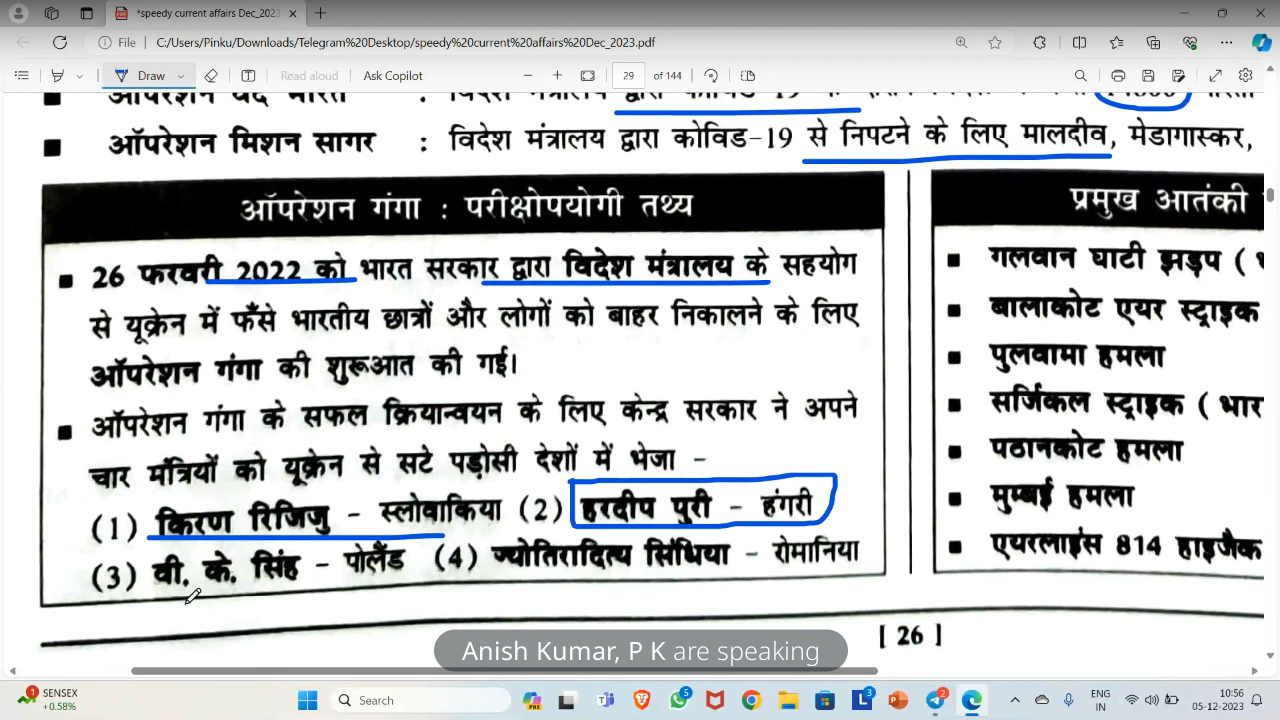 *speedy current affairs Dec_2023
File
C:/Users/Pinku/Downloads/Telegram/speedy%20current%20affairs%20Dec_2023.pdf
Draw
Read aloud
Ask Copilot
29 of 144
■ ऑपरेशन मिशन सागर : विदेश मंत्रालय द्वारा कोविड-19 से निपटने के लिए मालदीव, मेडागास्कर,
ऑपरेशन गंगा : परीक्षोपयोगी तथ्य
■ 26 फरवरी 2022 को भारत सरकार द्वारा विदेश मंत्रालय के सहयोग
से यूक्रेन में फँसे भारतीय छात्रों और लोगों को बाहर निकालने के लिए
ऑपरेशन गंगा की शुरूआत की गई।
■ ऑपरेशन गंगा के सफल क्रियान्वयन के लिए केन्द्र सरकार ने अपने
चार मंत्रियों को यूक्रेन से सटे पड़ोसी देशों में भेजा -
(1) किरण रिजिजु - स्लोवाकिया (2) हरदीप पुरी - हंगरी
(3) वी. के. सिंह - पोलैंड (4) ज्योतिरादित्य सिंधिया - रोमानिया
प्रमुख आतंकी
■ गलवान घाटी झड़प (
■ बालाकोट एयर स्ट्राइक
■ पुलवामा हमला
■ सर्जिकल स्ट्राइक ( भार
■ पठानकोट हमला
■ मुम्बई हमला
■ एयरलाइंस 814 हाइजैक
[ 26 ]
Anish Kumar, P K are speaking
SENSEX
+0.58%
Search
ENG
IN
10:56
05-12-2023